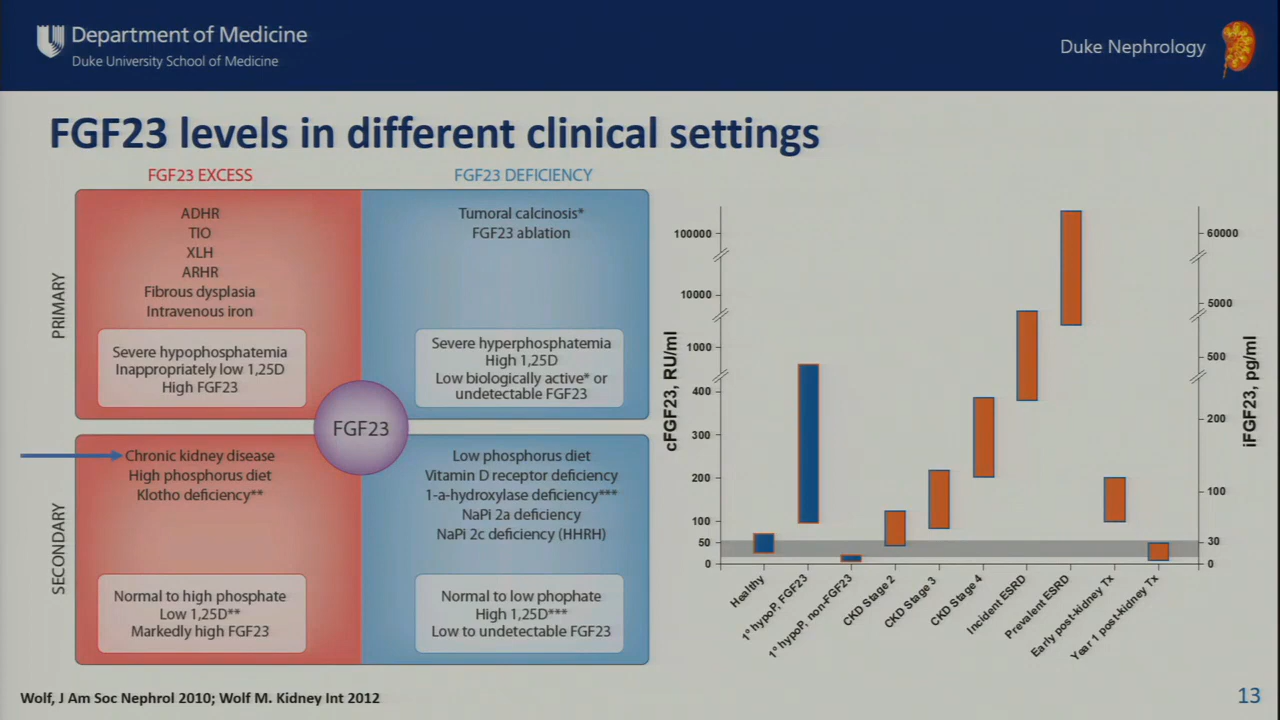 Department of Medicine
Duke University School of Medicine
Duke Nephrology
FGF23 levels in different clinical settings
FGF23 EXCESS
FGF23 DEFICIENCY
PRIMARY
ADHR
TIO
XLH
ARHR
Fibrous dysplasia
Intravenous iron
Severe hypophosphatemia
Inappropriately low 1,25D
High FGF23
Tumoral calcinosis*
FGF23 ablation
Severe hyperphosphatemia
High 1,25D
Low biologically active* or
undetectable FGF23
FGF23
SECONDARY
Chronic kidney disease
High phosphorus diet
Klotho deficiency**
Normal to high phosphate
Low 1,25D**
Markedly high FGF23
Low phosphorus diet
Vitamin D receptor deficiency
1-a-hydroxylase deficiency***
NaPi 2a deficiency
NaPi 2c deficiency (HHRH)
Normal to low phophate
High 1,25D***
Low to undetectable FGF23
cFGF23, RU/ml
100000
10000
1000
400
300
200
100
50
0
iFGF23, pg/ml
60000
5000
500
200
100
30
0
Healthy
1° hypoP, FGF23
1° hypoP. non-FGF23
CKD Stage 2
CKD Stage 3
CKD Stage 4
Incident ESRD
Prevalent ESRD
Early post-kidney Tx
Year 1 post-kidney Tx
Wolf, J Am Soc Nephrol 2010; Wolf M. Kidney Int 2012
13